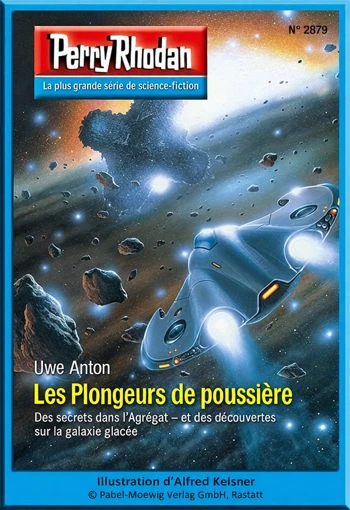 N° 2879
Perry Rhodan
La plus grande série de science-fiction
Uwe Anton
Les Plongeurs de poussière
Des secrets dans l'Agrégat – et des découvertes
sur la galaxie glacée
Illustration d'Alfred Kelsner
© Pabel-Moewig Verlag GmbH, Rastatt